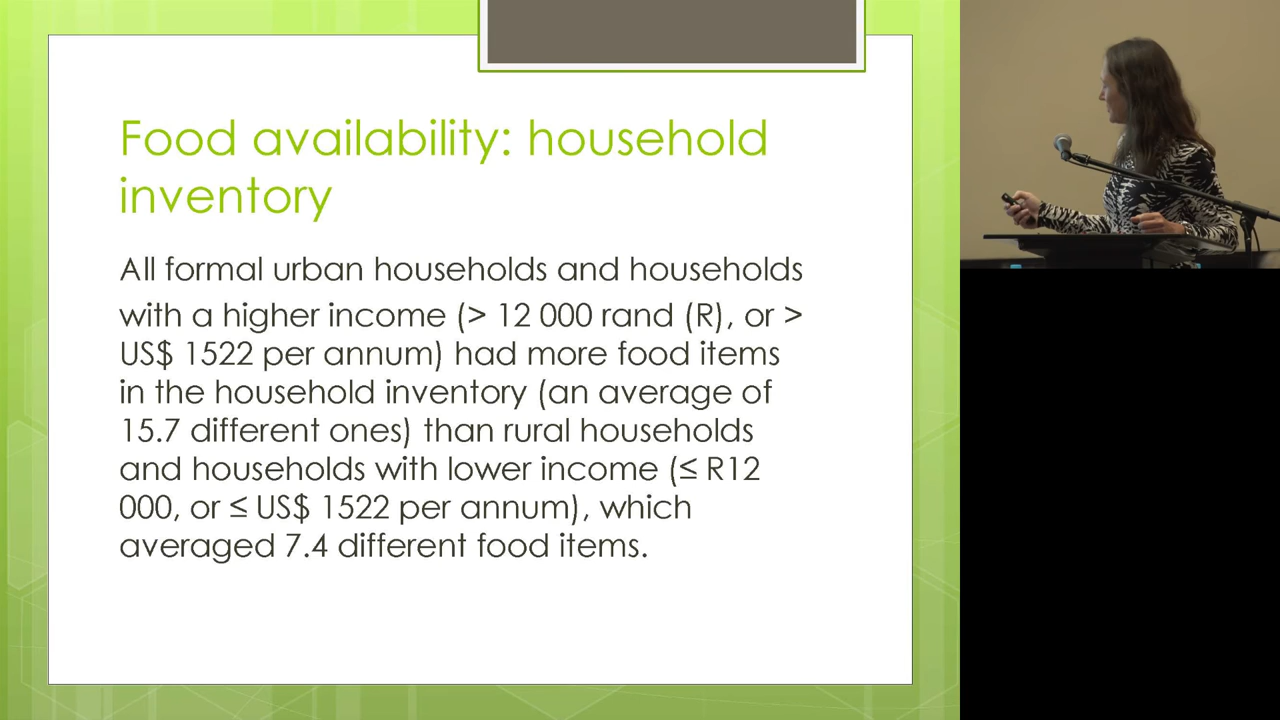 Food availability: household
inventory
All formal urban households and households
with a higher income (> 12 000 rand (R), or >
US$ 1522 per annum) had more food items
in the household inventory (an average of
15.7 different ones) than rural households
and households with lower income (≤ R12
000, or ≤ US$ 1522 per annum), which
averaged 7.4 different food items.